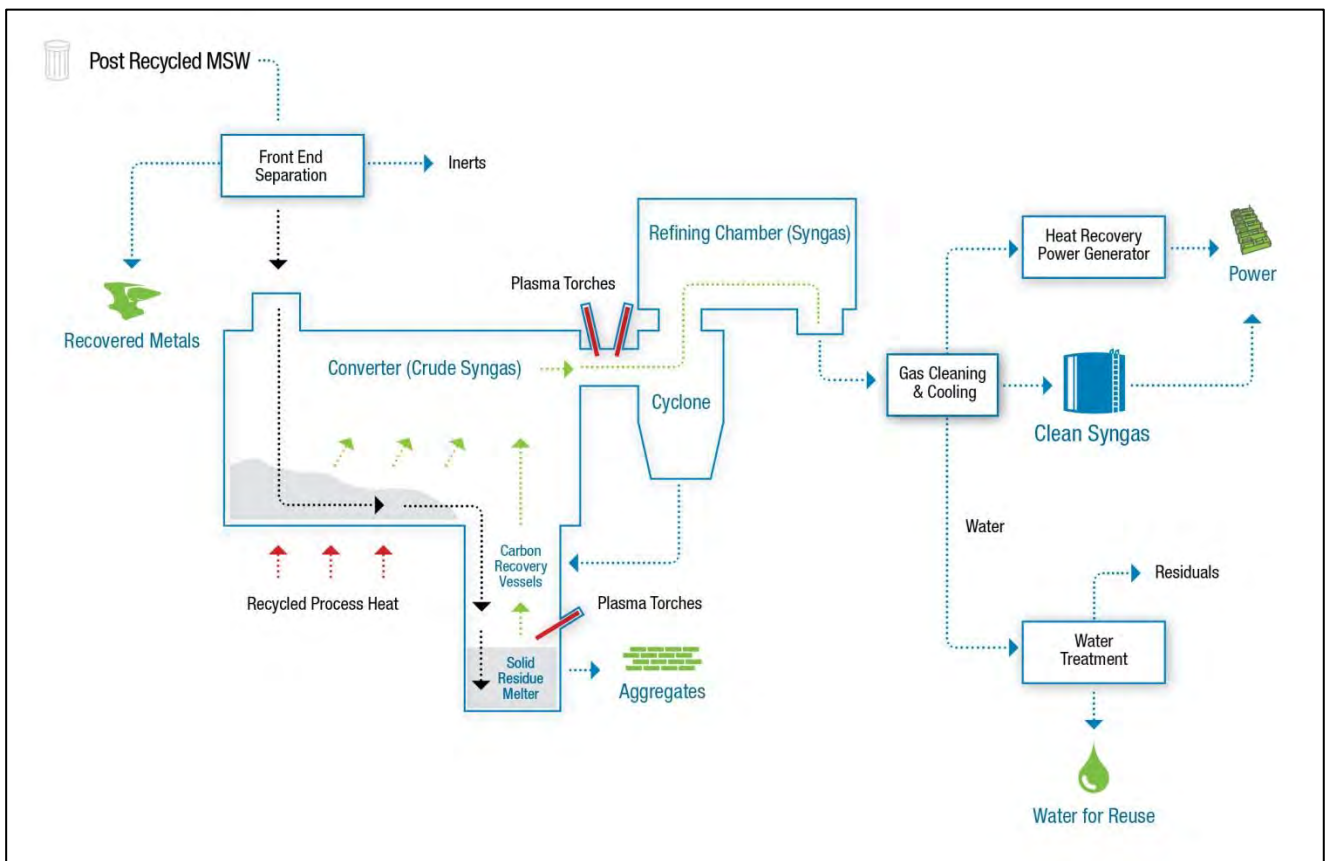 Post Recycled MSW
Front End
Separation
Inerts
Recovered Metals
Refining Chamber (Syngas)
Plasma Torches
Converter (Crude Syngas)
Cyclone
Heat Recovery
Power Generator
Power
Gas Cleaning
& Cooling
Clean Syngas
Water
Carbon
Recovery
Vessels
Recycled Process Heat
Plasma Torches
Solid
Residue
Melter
Aggregates
Residuals
Water
Treatment
Water for Reuse